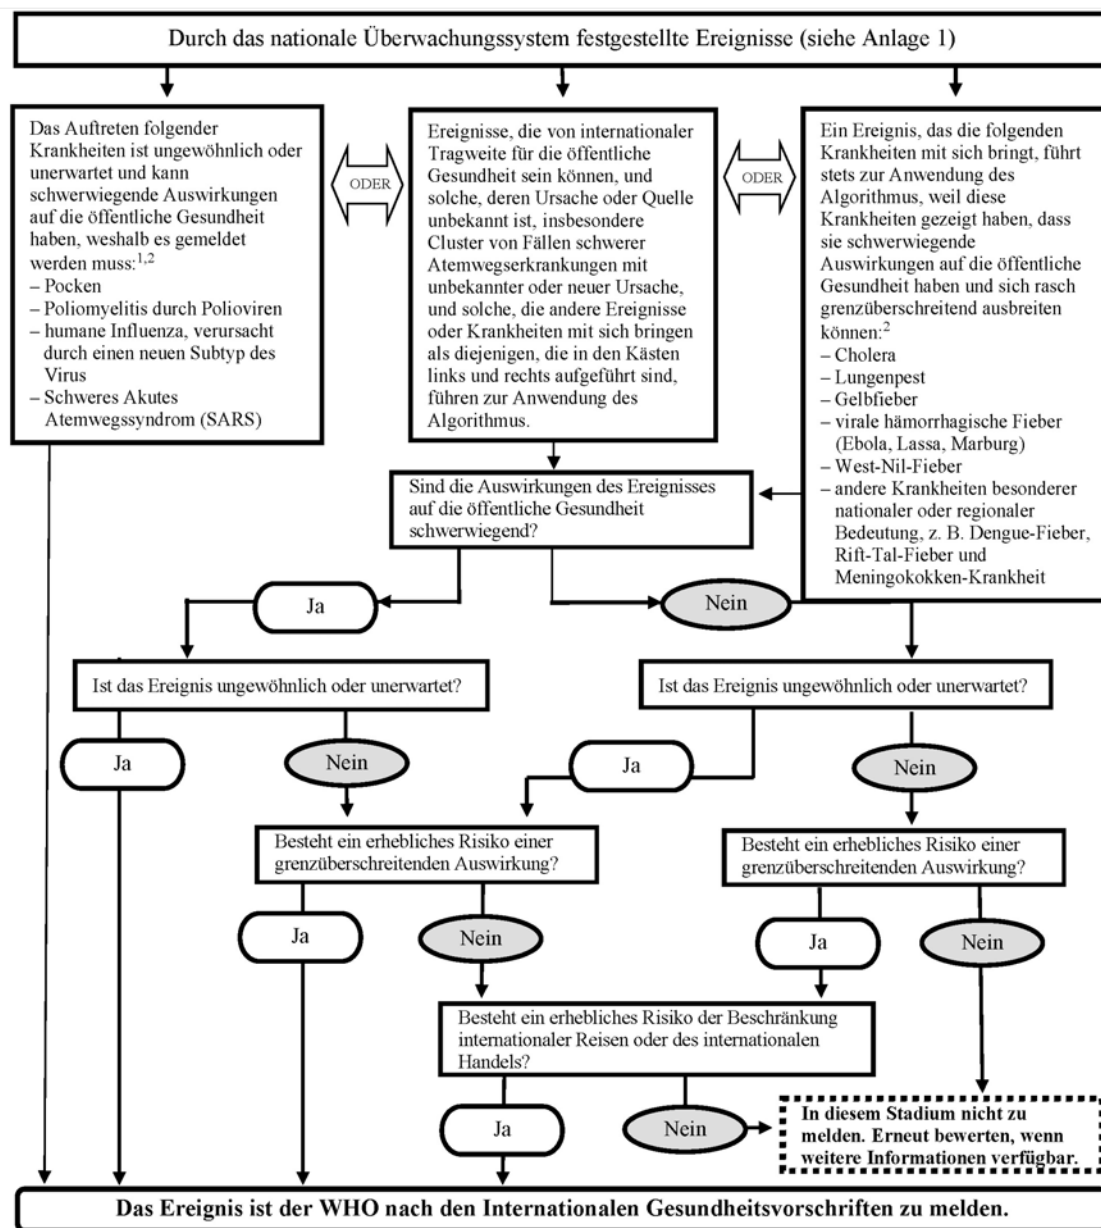 Durch das nationale Überwachungssystem festgestellte Ereignisse (siehe Anlage 1)
Das Auftreten folgender
Krankheiten ist ungewöhnlich oder
unerwartet und kann
schwerwiegende Auswirkungen
auf die öffentliche Gesundheit
haben, weshalb es gemeldet
werden muss:1,2
– Pocken
– Poliomyelitis durch Polioviren
– humane Influenza, verursacht
durch einen neuen Subtyp des
Virus
– Schweres Akutes
Atemwegssyndrom (SARS)
ODER
Ereignisse, die von internationaler
Tragweite für die öffentliche
Gesundheit sein können, und
solche, deren Ursache oder Quelle
unbekannt ist, insbesondere
Cluster von Fällen schwerer
Atemwegserkrankungen mit
unbekannter oder neuer Ursache,
und solche, die andere Ereignisse
oder Krankheiten mit sich bringen
als diejenigen, die in den Kästen
links und rechts aufgeführt sind,
führen zur Anwendung des
Algorithmus.
ODER
Ein Ereignis, das die folgenden
Krankheiten mit sich bringt, führt
stets zur Anwendung des
Algorithmus, weil diese
Krankheiten gezeigt haben, dass
sie schwerwiegende
Auswirkungen auf die öffentliche
Gesundheit haben und sich rasch
grenzüberschreitend ausbreiten
können:2
– Cholera
– Lungenpest
– Gelbfieber
– virale hämorrhagische Fieber
(Ebola, Lassa, Marburg)
– West-Nil-Fieber
– andere Krankheiten besonderer
nationaler oder regionaler
Bedeutung, z. B. Dengue-Fieber,
Rift-Tal-Fieber und
Meningokokken-Krankheit
Sind die Auswirkungen des Ereignisses
auf die öffentliche Gesundheit
schwerwiegend?
Ja
Nein
Ist das Ereignis ungewöhnlich oder unerwartet?
Ist das Ereignis ungewöhnlich oder unerwartet?
Ja
Nein
Ja
Nein
Besteht ein erhebliches Risiko einer
grenzüberschreitenden Auswirkung?
Besteht ein erhebliches Risiko einer
grenzüberschreitenden Auswirkung?
Ja
Nein
Ja
Nein
Besteht ein erhebliches Risiko der Beschränkung
internationaler Reisen oder des internationalen
Handels?
Ja
Nein
In diesem Stadium nicht zu
melden. Erneut bewerten, wenn
weitere Informationen verfügbar.
Das Ereignis ist der WHO nach den Internationalen Gesundheitsvorschriften zu melden.